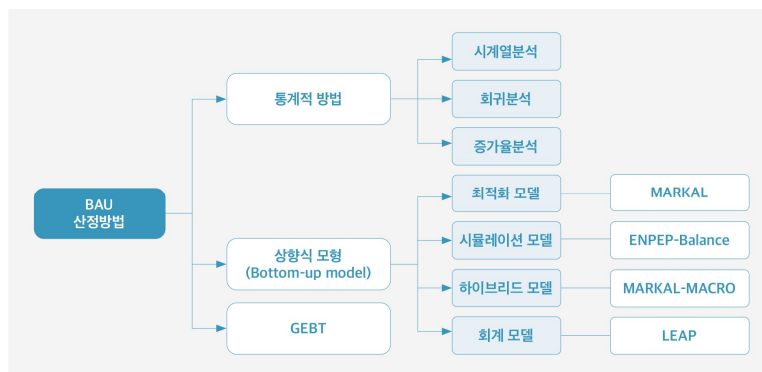 BAU
산정방법
통계적 방법
시계열분석
회귀분석
증가율분석
상향식 모형
(Bottom-up model)
최적화 모델
MARKAL
시뮬레이션 모델
ENPEP-Balance
하이브리드 모델
MARKAL-MACRO
회계 모델
LEAP
GEBT